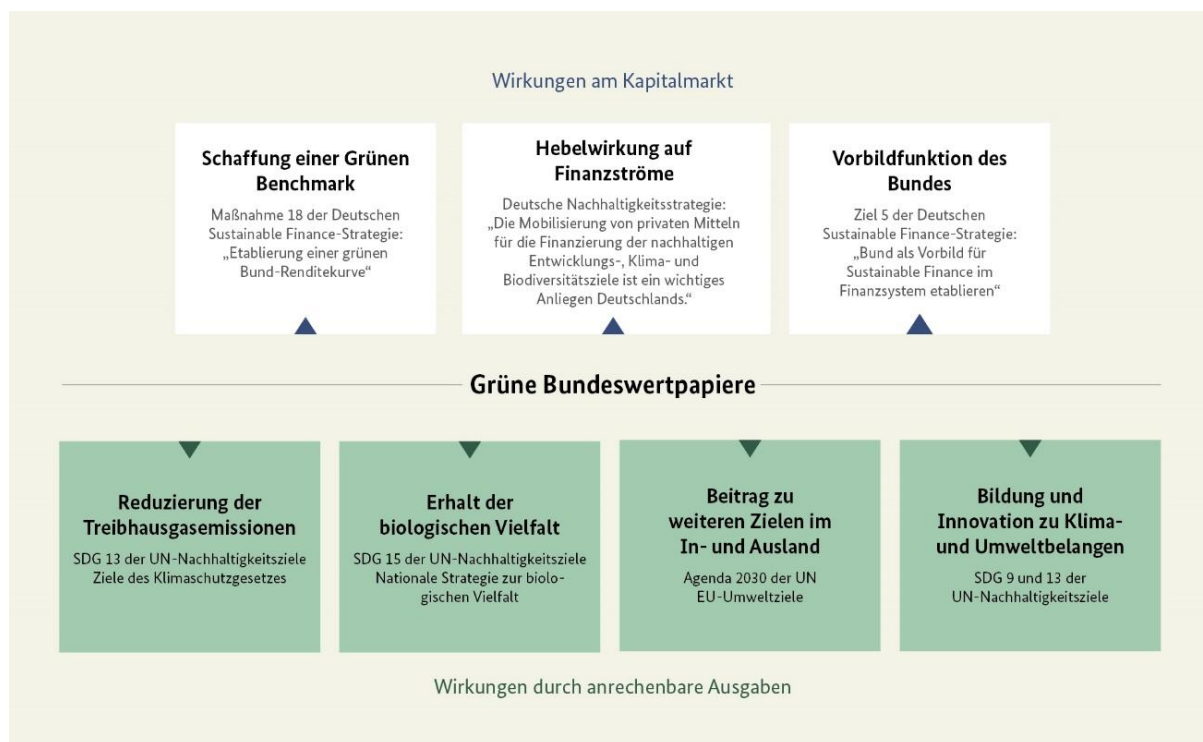 Wirkungen am Kapitalmarkt
Schaffung einer Grünen
Benchmark
Maßnahme 18 der Deutschen
Sustainable Finance-Strategie:
„Etablierung einer grünen
Bund-Renditekurve“
Hebelwirkung auf
Finanzströme
Deutsche Nachhaltigkeitsstrategie:
„Die Mobilisierung von privaten Mitteln
für die Finanzierung der nachhaltigen
Entwicklungs-, Klima- und
Biodiversitätsziele ist ein wichtiges
Anliegen Deutschlands.“
Vorbildfunktion des
Bundes
Ziel 5 der Deutschen
Sustainable Finance-Strategie:
„Bund als Vorbild für
Sustainable Finance im
Finanzsystem etablieren“
Grüne Bundeswertpapiere
Reduzierung der
Treibhausgasemissionen
SDG 13 der UN-Nachhaltigkeitsziele
Ziele des Klimaschutzgesetzes
Erhalt der
biologischen Vielfalt
SDG 15 der UN-Nachhaltigkeitsziele
Nationale Strategie zur biolo-
gischen Vielfalt
Beitrag zu
weiteren Zielen im
In- und Ausland
Agenda 2030 der UN
EU-Umweltziele
Bildung und
Innovation zu Klima-
und Umweltbelangen
SDG 9 und 13 der
UN-Nachhaltigkeitsziele
Wirkungen durch anrechenbare Ausgaben